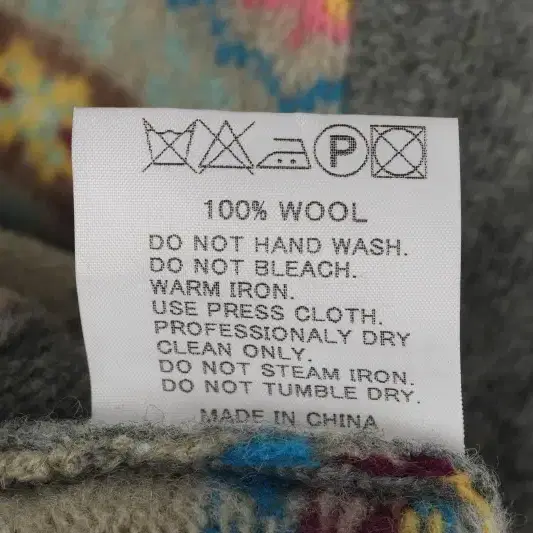 P
100% WOOL
DO NOT HAND WASH.
DO NOT BLEACH.
WARM IRON.
USE PRESS CLOTH.
PROFESSIONALY DRY
CLEAN ONLY.
DO NOT STEAM IRON.
DO NOT TUMBLE DRY.
MADE IN CHINA